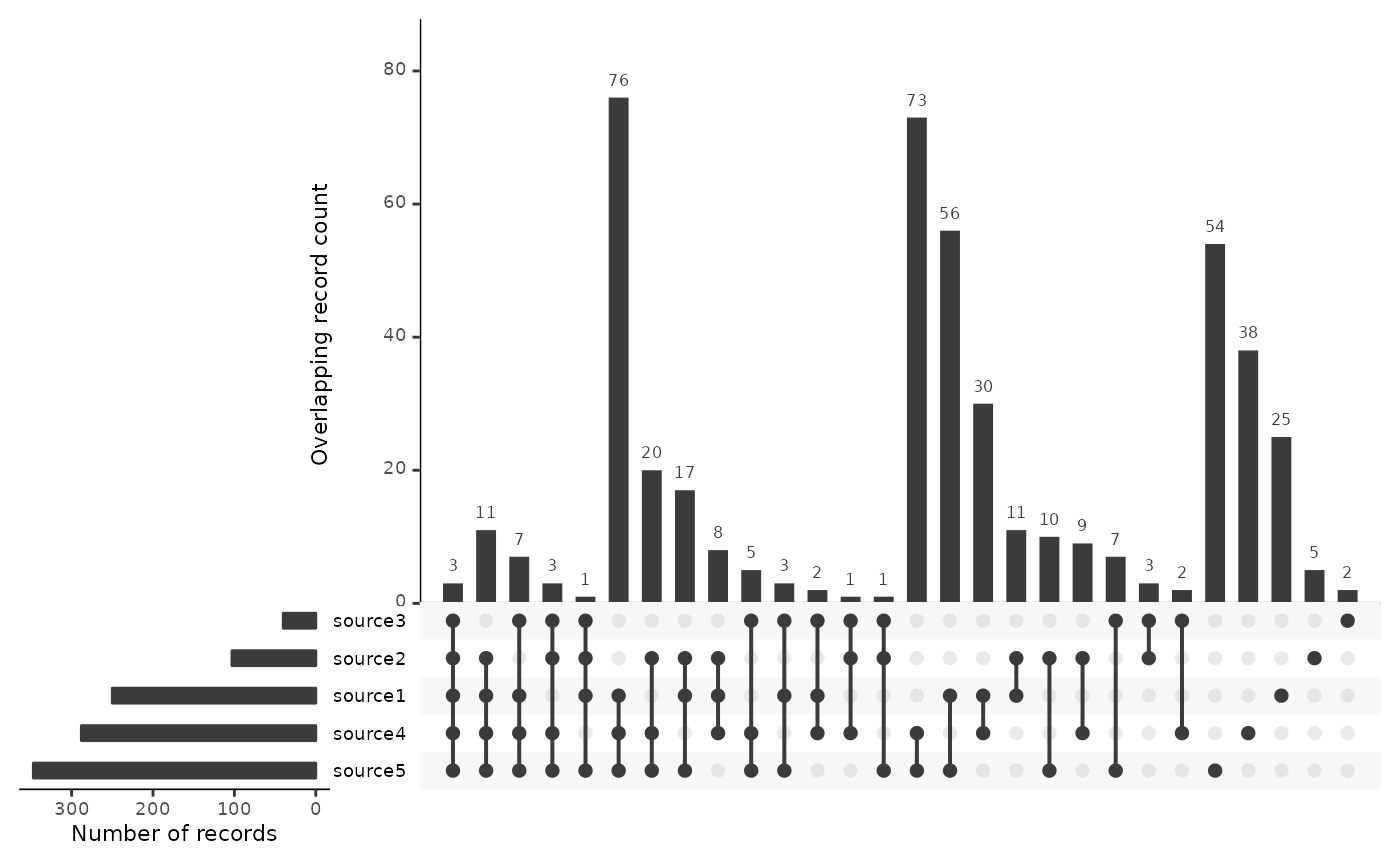 80
60
40
20
0
Overlapping record count
3 11 7 3 1 76 20 17 8 5 3 2 1 1 73 56 30 11 10 9 7 3 2 54 38 25 5 2
source3
source2
source1
source4
source5
300 200 100 0
Number of records